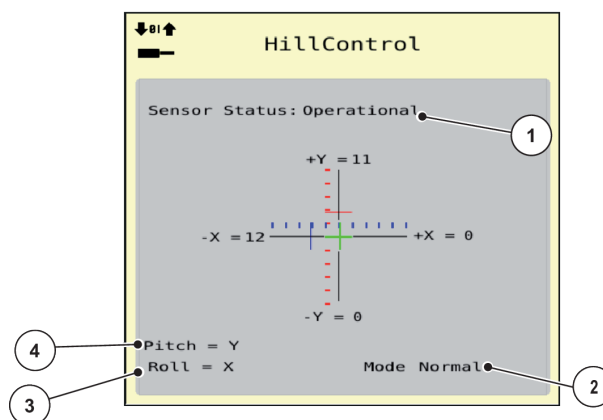 HillControl
Sensor Status: Operational
1
+Y = 11
-X = 12
+X = 0
-Y = 0
4
Pitch = Y
3
Roll = X
Mode Normal
2